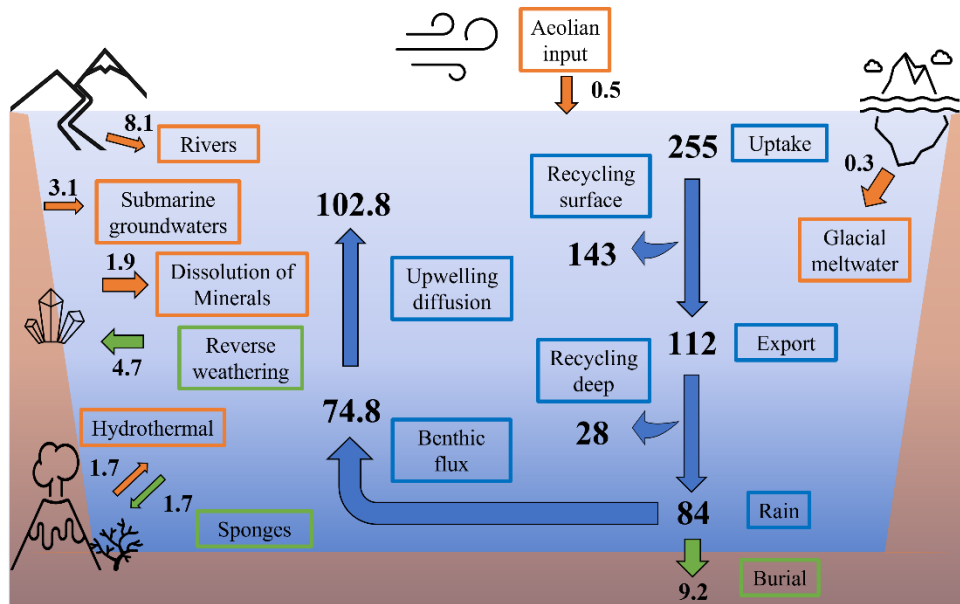 Aeolian
input
0.5
8.1
Rivers
255
Uptake
0.3
3.1
Submarine
groundwaters
102.8
Recycling
surface
143
Glacial
meltwater
1.9
Dissolution of
Minerals
Upwelling
diffusion
Reverse
weathering
4.7
112
Export
Recycling
deep
74.8
28
Hydrothermal
Benthic
flux
1.7
1.7
Sponges
84
Rain
Burial
9.2